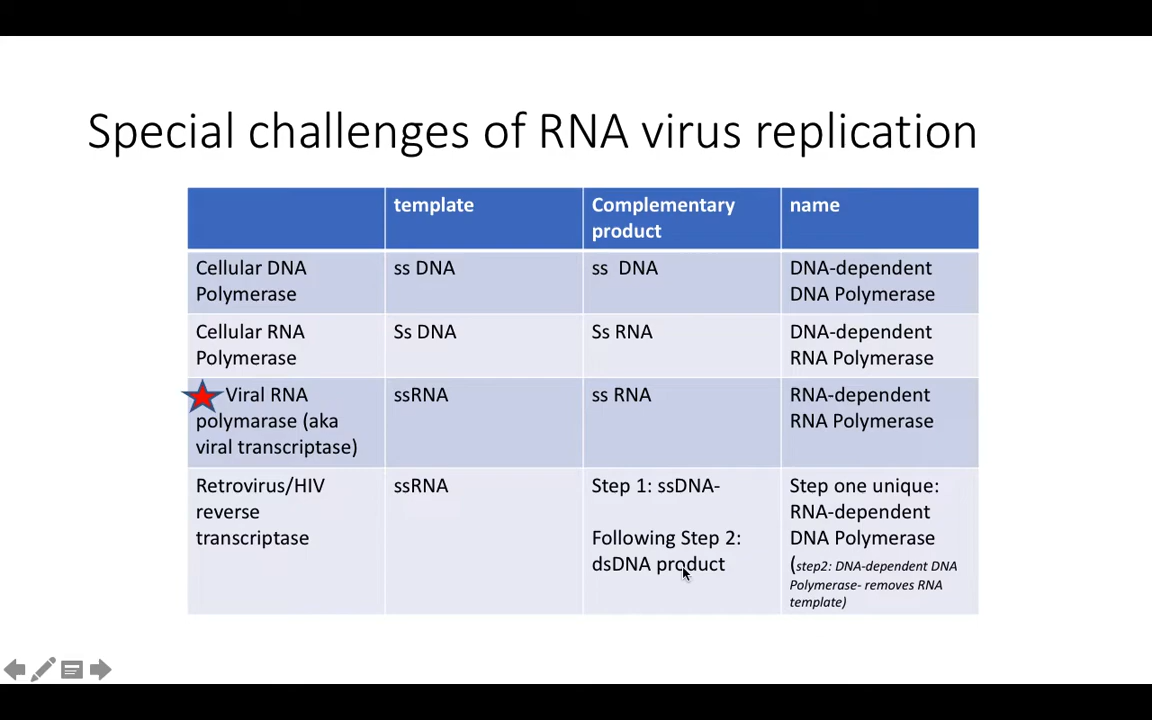 Special challenges of RNA virus replication
template
Complementary
product
name
Cellular DNA
Polymerase
ss DNA
ss  DNA
DNA-dependent
DNA Polymerase
Cellular RNA
Polymerase
Ss DNA
Ss RNA
DNA-dependent
RNA Polymerase
Viral RNA
polymarase (aka
viral transcriptase)
ssRNA
ss RNA
RNA-dependent
RNA Polymerase
Retrovirus/HIV
reverse
transcriptase
ssRNA
Step 1: ssDNA-
Following Step 2:
dsDNA product
Step one unique:
RNA-dependent
DNA Polymerase
(step2: DNA-dependent DNA
Polymerase- removes RNA
template)